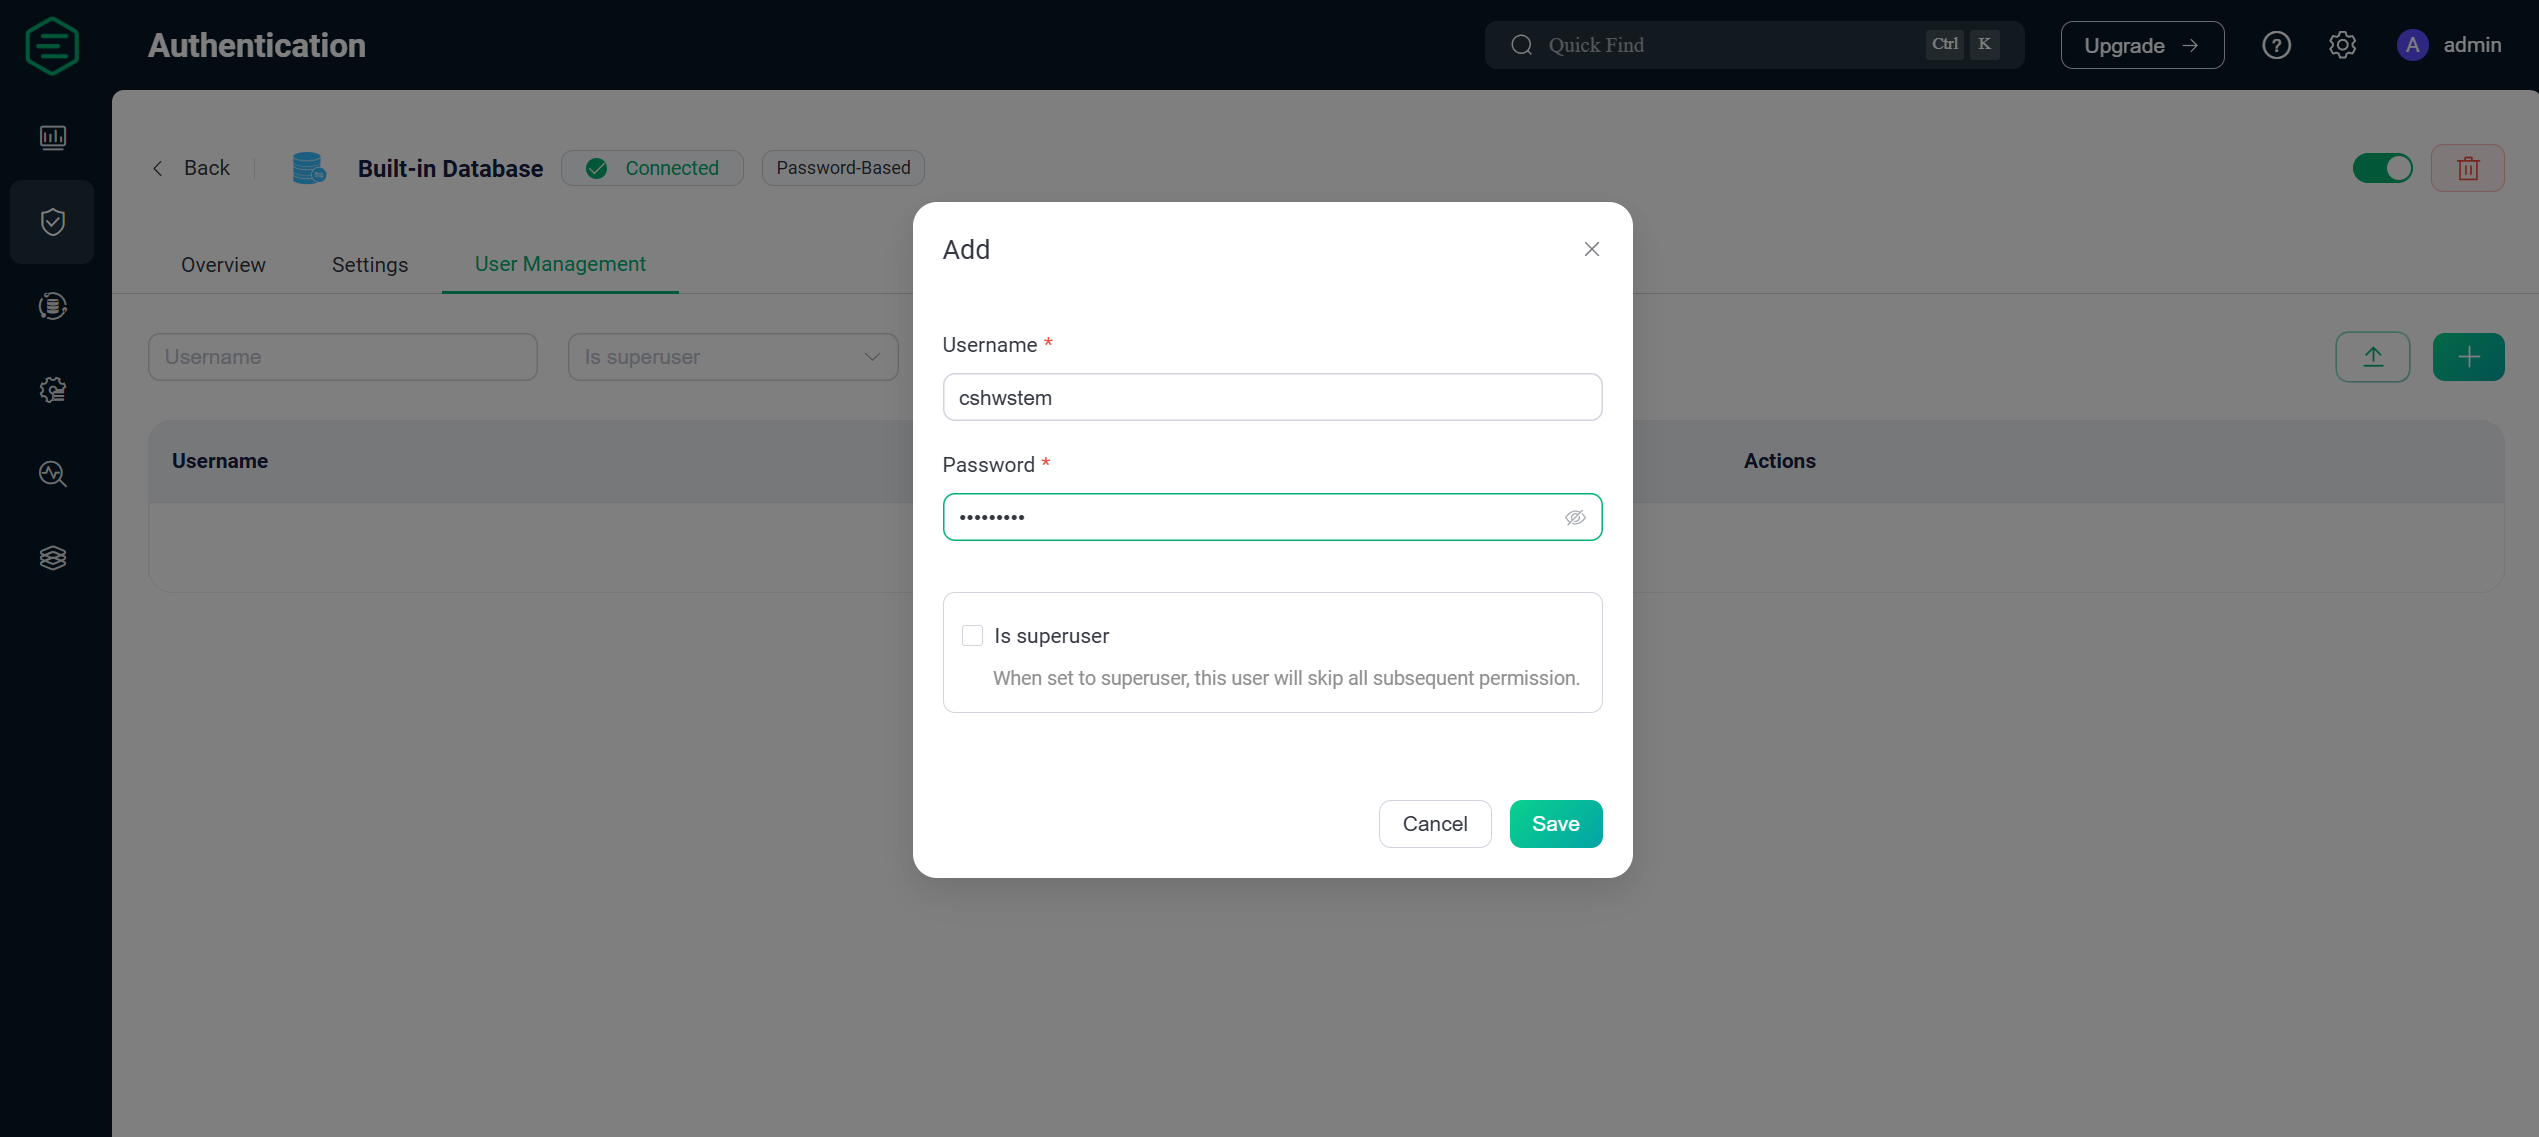 Authentication
Quick Find
Ctrl
K
Upgrade
A
admin
Back
Built-in Database
Connected
Password-Based
Overview
Settings
User Management
Username
Is superuser
Username
Actions
Add
Username *
cshwstem
Password *
•••••••••
Is superuser
When set to superuser, this user will skip all subsequent permission.
Cancel
Save